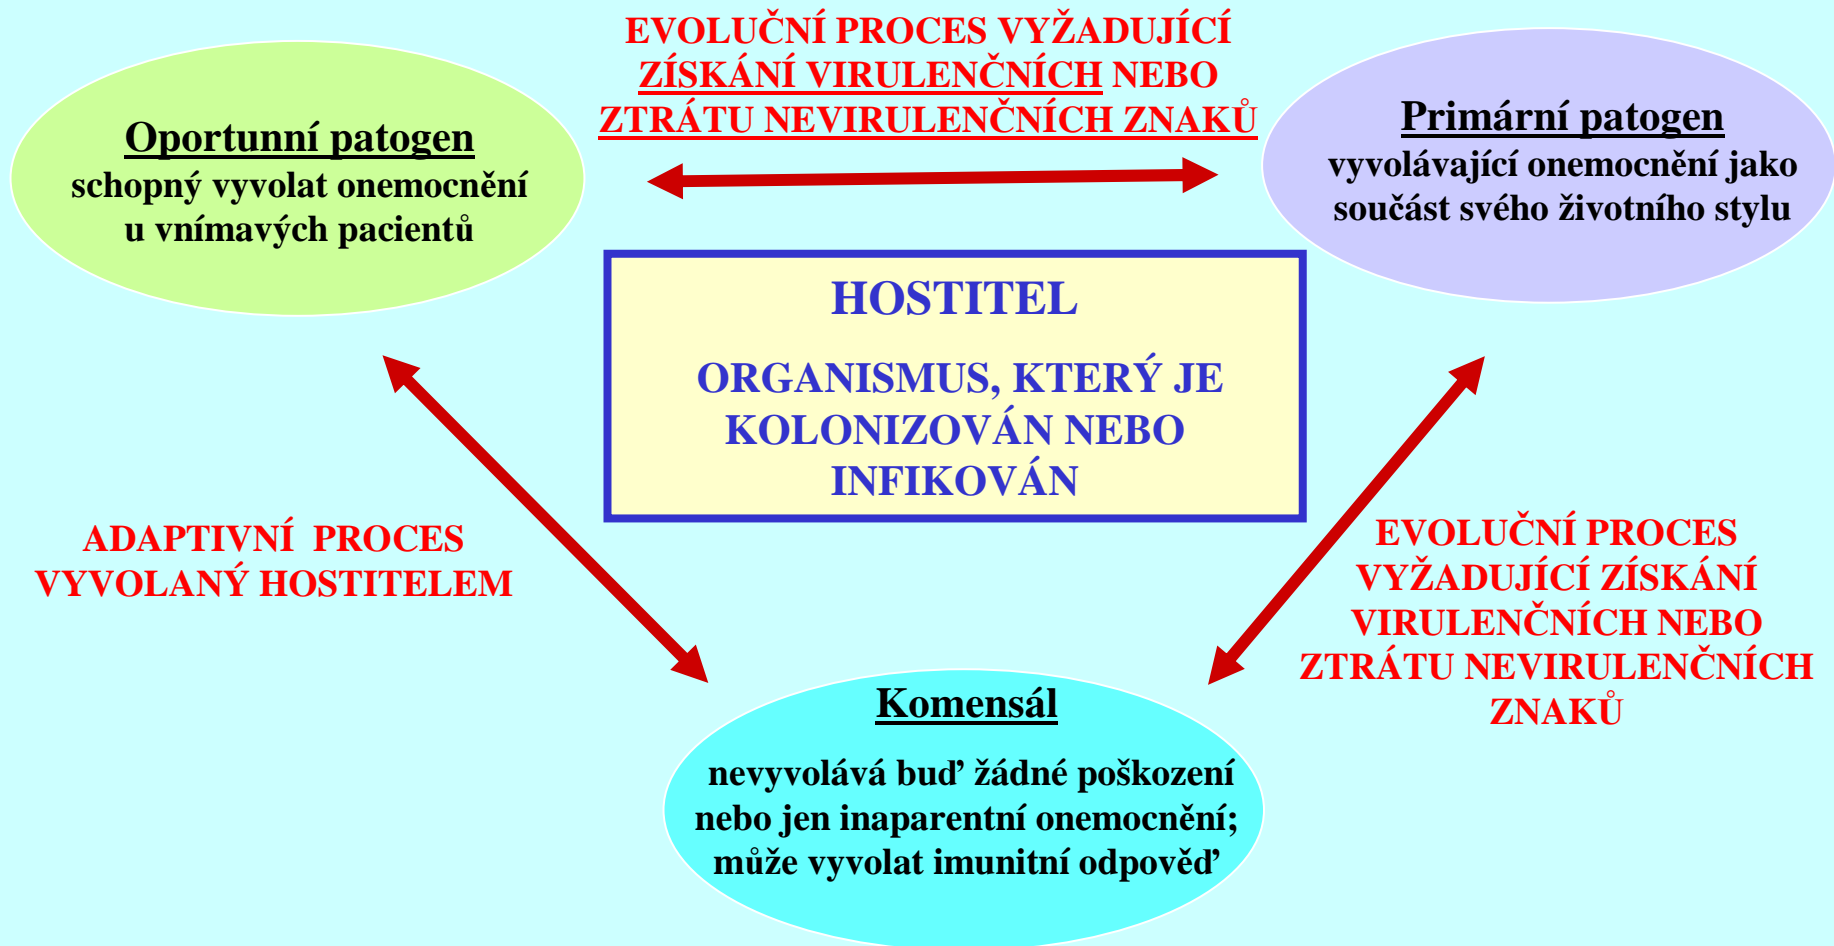 EVOLUČNÍ PROCES VYŽADUJÍCÍ
ZÍSKÁNÍ VIRULENČNÍCH NEBO
ZTRÁTU NEVIRULENČNÍCH ZNAKŮ
Oportunní patogen
schopný vyvolat onemocnění
u vnímavých pacientů
Primární patogen
vyvolávající onemocnění jako
součást svého životního stylu
HOSTITEL
ORGANISMUS, KTERÝ JE
KOLONIZOVÁN NEBO
INFIKOVÁN
ADAPTIVNÍ PROCES
VYVOLANÝ HOSTITELEM
EVOLUČNÍ PROCES
VYŽADUJÍCÍ ZÍSKÁNÍ
VIRULENČNÍCH NEBO
ZTRÁTU NEVIRULENČNÍCH
ZNAKŮ
Komensál
nevyvolává buď žádné poškození
nebo jen inaparentní onemocnění;
může vyvolat imunitní odpověď